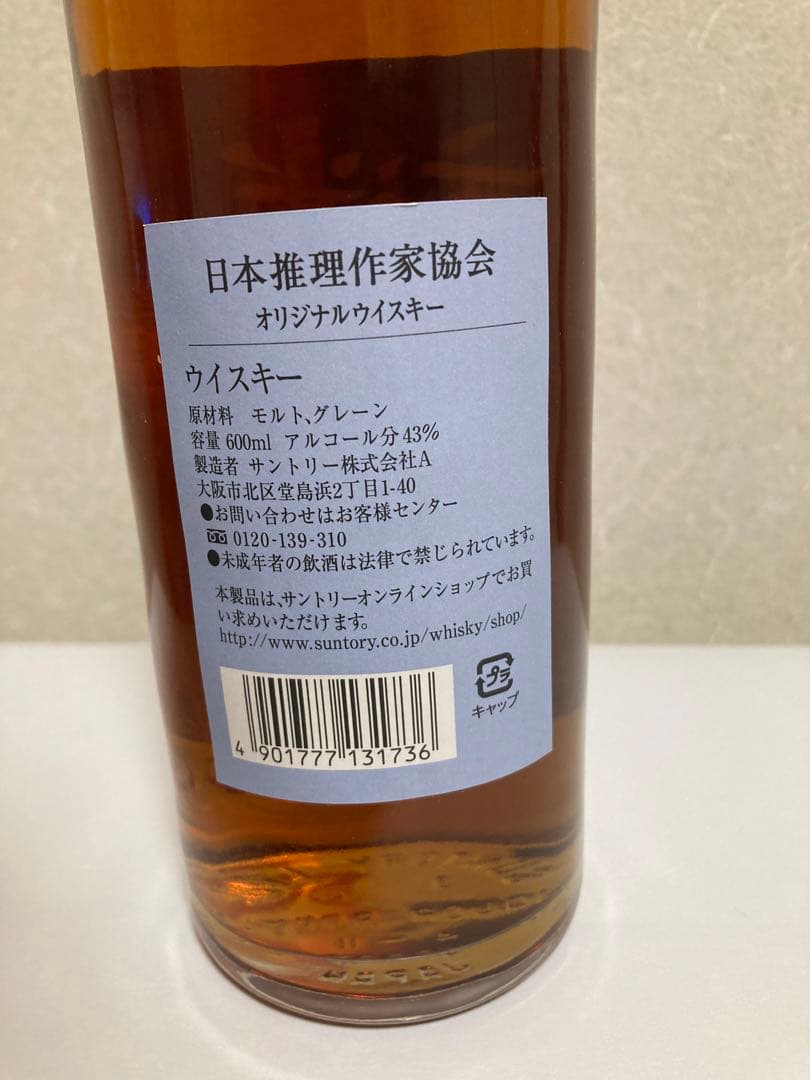 日本推理作家協会
オリジナルウイスキー
ウイスキー
原材料 モルト、グレーン
容量 600ml アルコール分 43%
製造者 サントリー株式会社A
大阪市北区堂島浜2丁目1-40
●お問い合わせはお客様センター
0120-139-310
●未成年者の飲酒は法律で禁じられています。
本製品は、サントリーオンラインショップでお買
い求めいただけます。
http://www.suntory.co.jp/whisky/shop/
プラ
キャップ
4 901777 131736